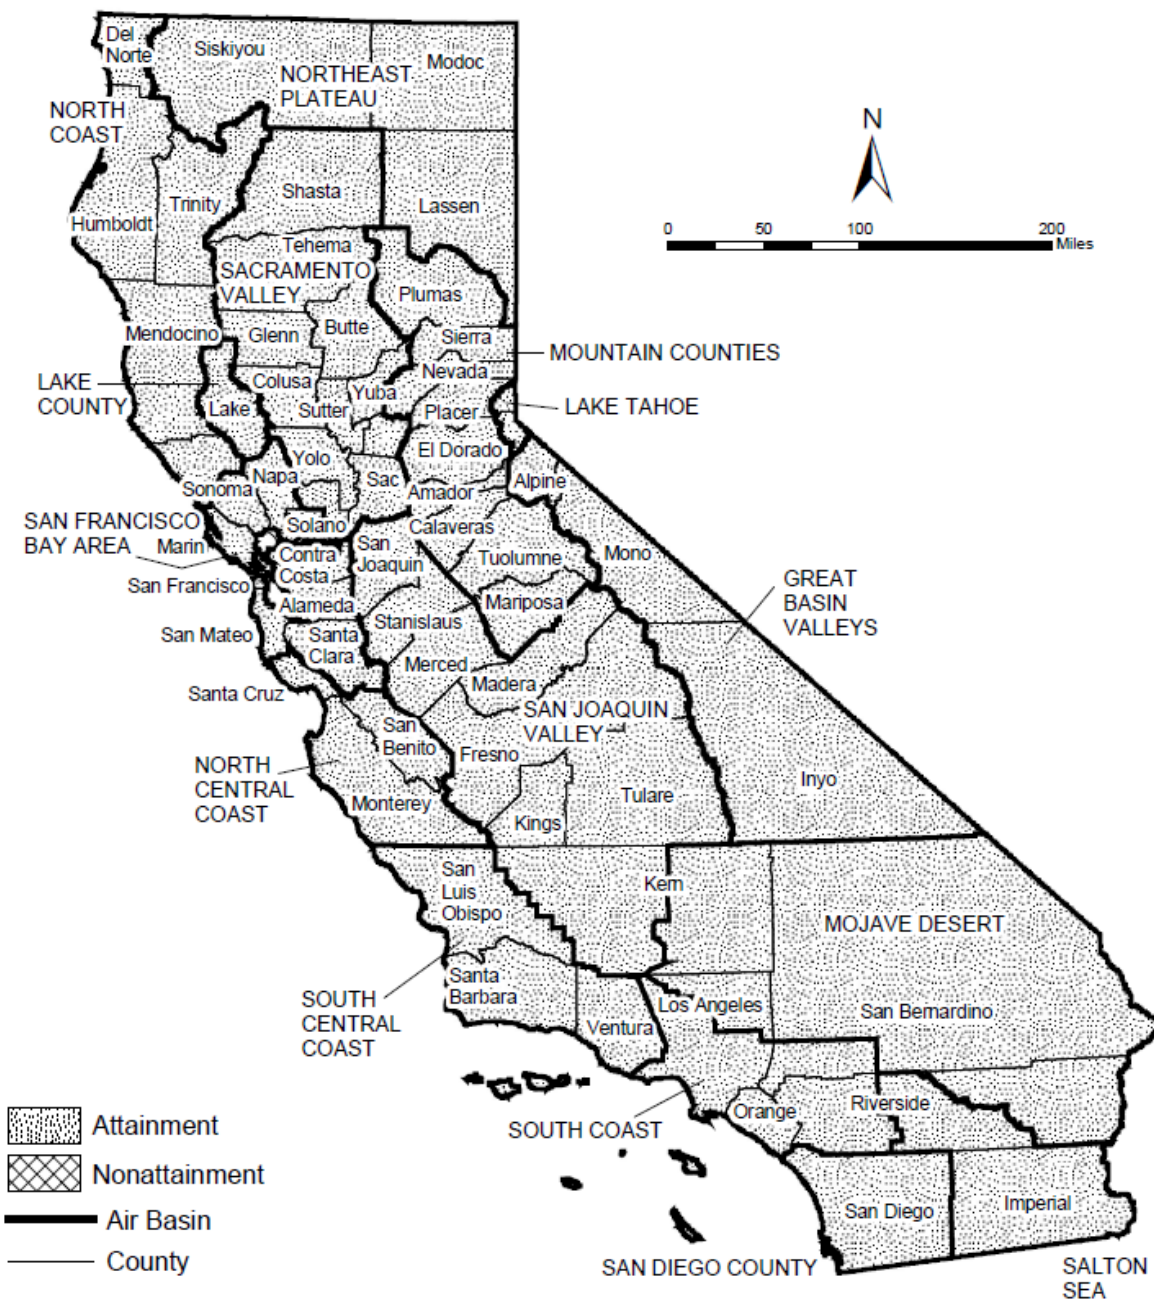 Del
Norte
Siskiyou
Modoc
NORTHEAST
PLATEAU
NORTH
COAST
N
Shasta
Trinity
Lassen
Humboldt
0 50 100 200
Miles
Tehema
SACRAMENTO
VALLEY
Plumas
Mendocino
Glenn
Butte
Sierra
MOUNTAIN COUNTIES
Nevada
LAKE
COUNTY
Colusa
Yuba
Lake
Sutter
Placer
LAKE TAHOE
El Dorado
Yolo
Napa
Sac
Alpine
Sonoma
Amador
SAN FRANCISCO
BAY AREA
Solano
Calaveras
Marin
Contra
Costa
San
Joaquin
Tuolumne
Mono
San Francisco
GREAT
BASIN
VALLEYS
Alameda
Mariposa
Stanislaus
San Mateo
Santa
Clara
Merced
Madera
Santa Cruz
SAN JOAQUIN
VALLEY
San
Benito
Fresno
NORTH
CENTRAL
COAST
Inyo
Tulare
Monterey
Kings
San
Luis
Obispo
Kern
MOJAVE DESERT
Santa
Barbara
SOUTH
CENTRAL
COAST
Los Angeles
San Bernardino
Ventura
Orange
Riverside
SOUTH COAST
Attainment
Nonattainment
Air Basin
County
San Diego
Imperial
SAN DIEGO COUNTY
SALTON
SEA